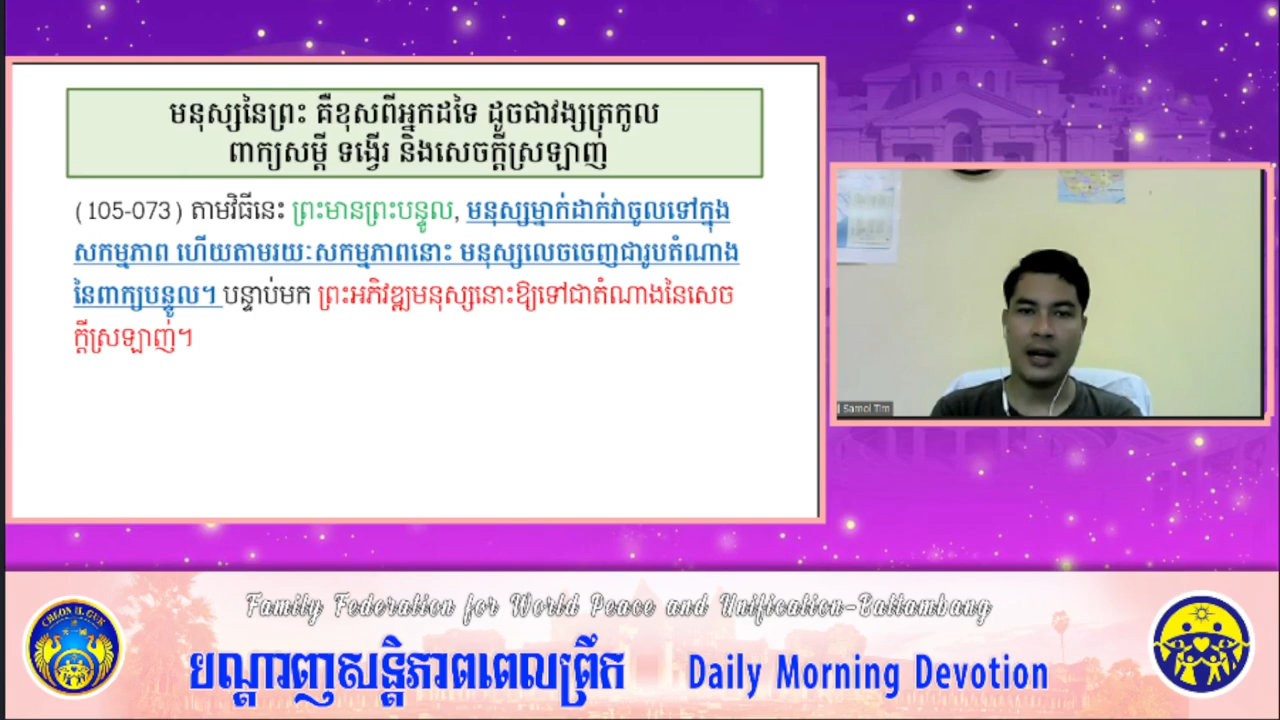 មនុស្សនៃព្រះ គឺខុសពីអ្នកដទៃ ដូចជាវង្សត្រកូល
ពាក្យសម្ដី ទង្វើរ និងសេចក្ដីស្រឡាញ់
(105-073) តាមវិធីនេះ ព្រះមានព្រះបន្ទូល, មនុស្សម្នាក់ដាក់វាចូលទៅក្នុង
សកម្មភាព ហើយតាមរយៈសកម្មភាពនោះ មនុស្សលេចចេញជារូបតំណាង
នៃពាក្យបន្ទូល។ បន្ទាប់មក ព្រះអភិវឌ្ឍមនុស្សនោះឱ្យទៅជាតំណាងនៃសេច
ក្ដីស្រឡាញ់។
Samoi Tim
Family Federation for World Peace and Unification-Battambang
CHEON IL GUK
បណ្ដាញសន្តិភាពពេលព្រឹក Daily Morning Devotion